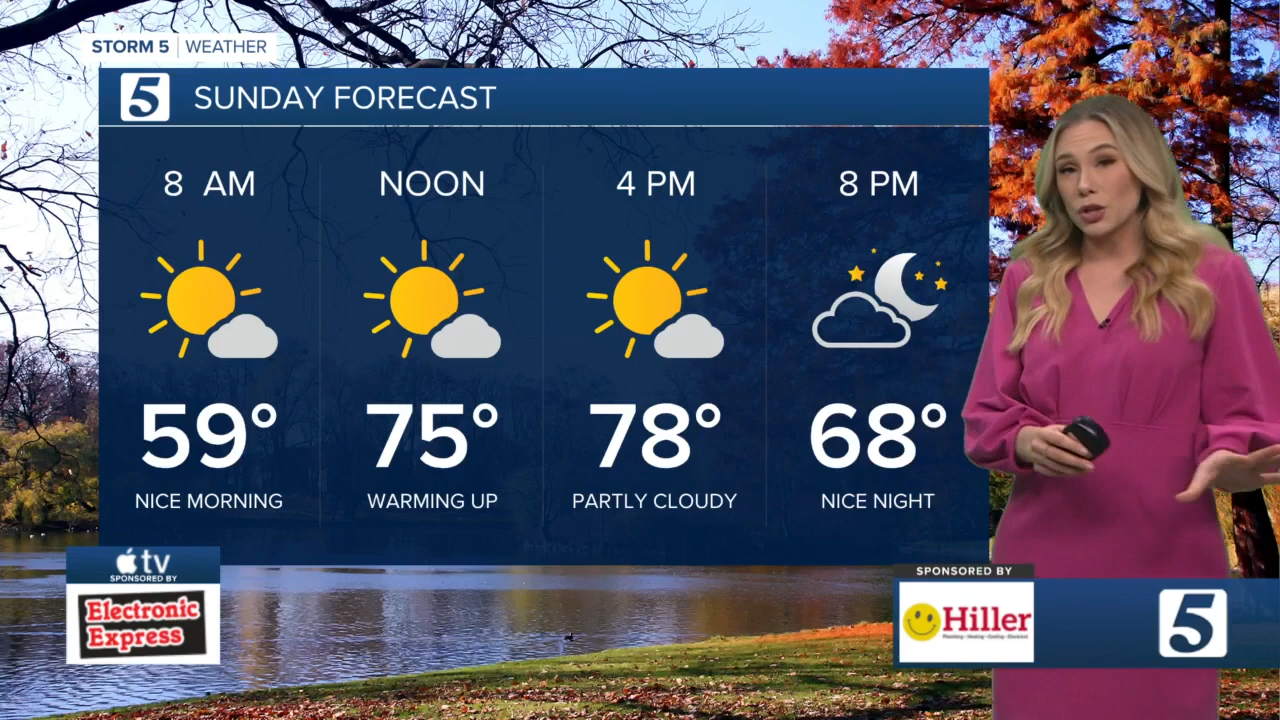 STORM 5 | WEATHER
5 SUNDAY FORECAST
8 AM
NOON
4 PM
8 PM
59°
75°
78°
68°
NICE MORNING
WARMING UP
PARTLY CLOUDY
NICE NIGHT
tv
SPONSORED BY
Electronic
Express
SPONSORED BY
Hiller
Plumbing • Heating • Cooling • Electrical
5